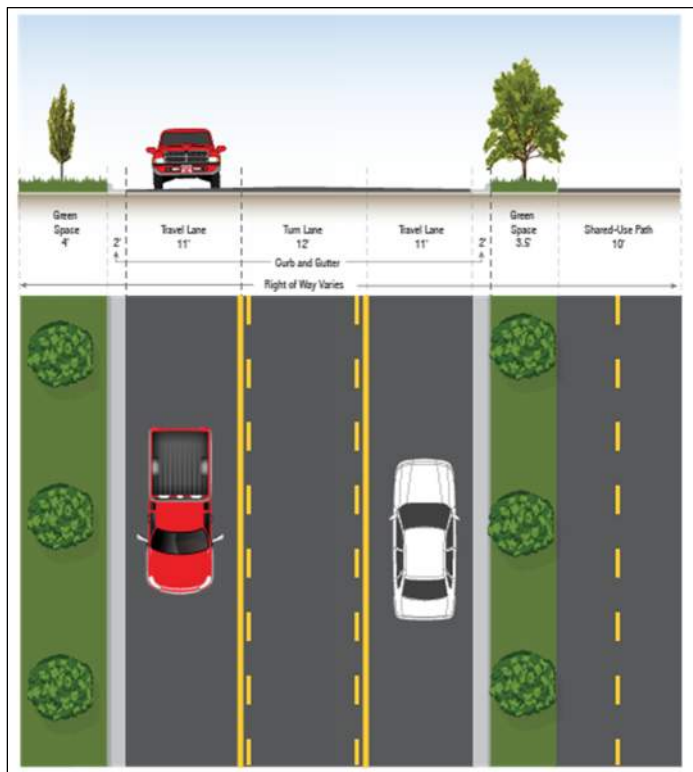 Green
Space
4'
2'
Travel Lane
11'
Turn Lane
12'
Travel Lane
11'
2'
Green
Space
3.5'
Shared-Use Path
10'
Curb and Gutter
Right of Way Varies